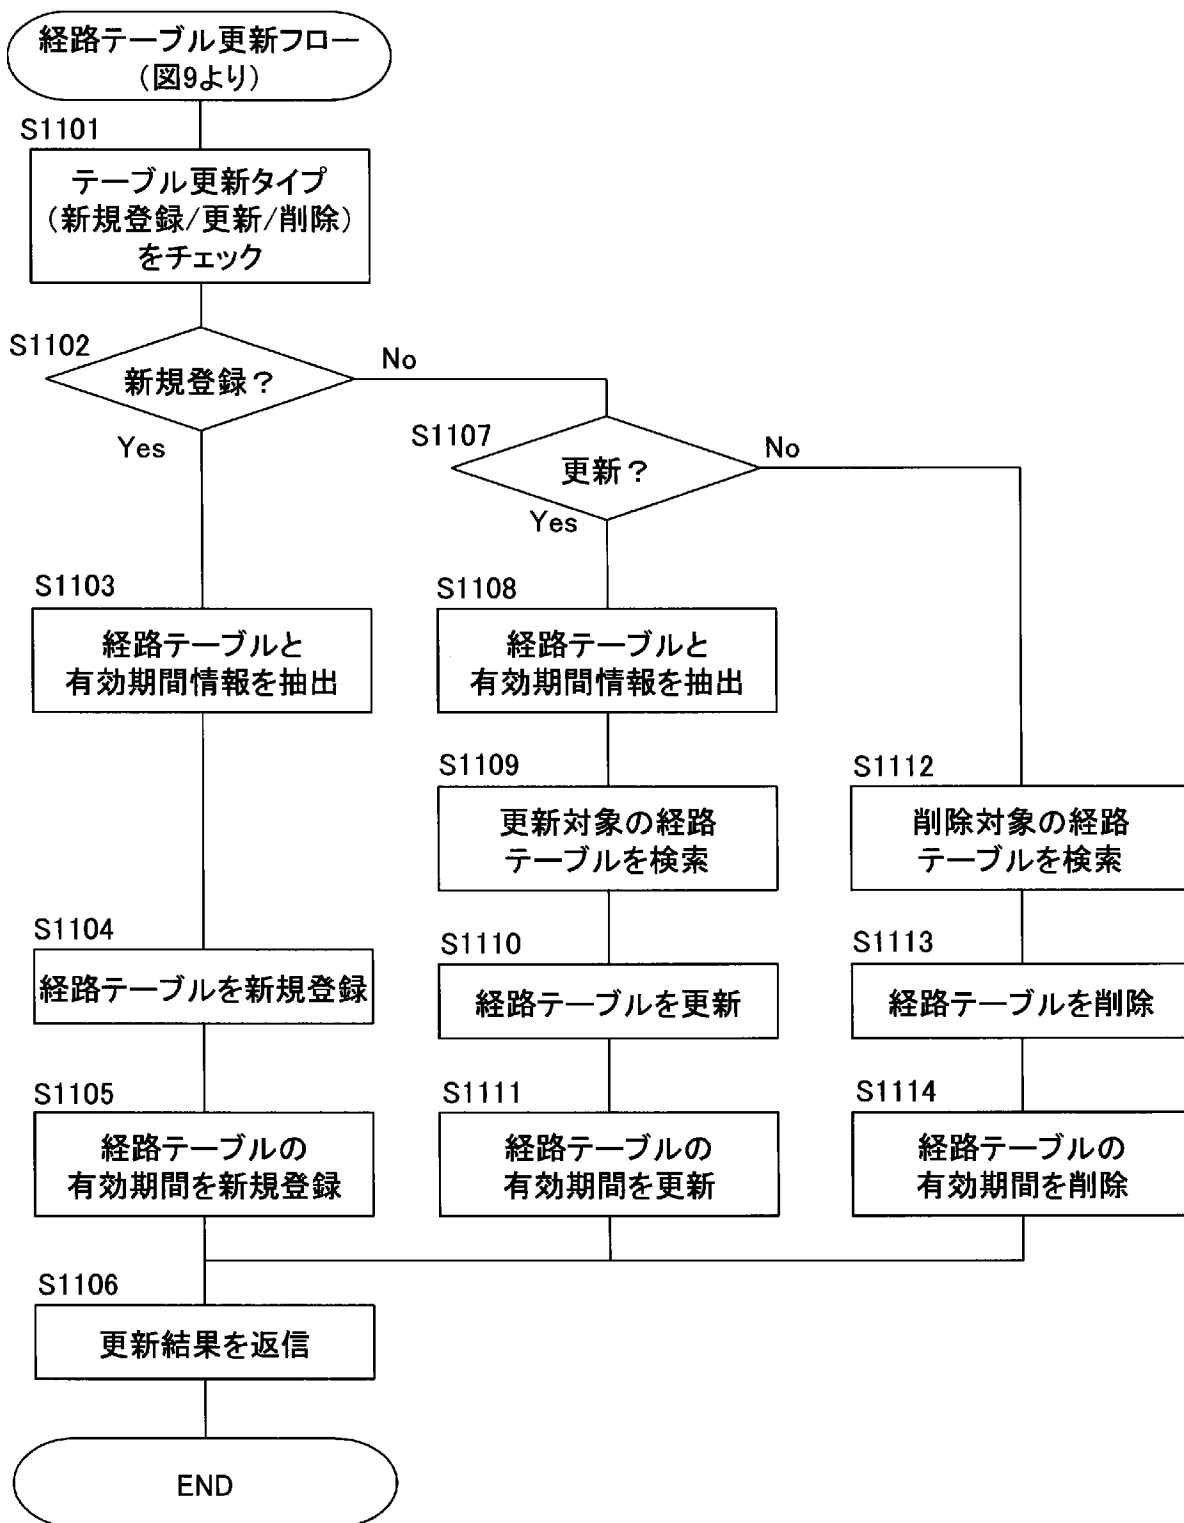 経路テーブル更新フロー
（図9より）
S1101
テーブル更新タイプ
（新規登録/更新/削除）
をチェック
S1102
新規登録？
No
Yes
S1107
更新？
No
Yes
S1103
経路テーブルと
有効期間情報を抽出
S1108
経路テーブルと
有効期間情報を抽出
S1109
更新対象の経路
テーブルを検索
S1112
削除対象の経路
テーブルを検索
S1104
経路テーブルを新規登録
S1110
経路テーブルを更新
S1113
経路テーブルを削除
S1105
経路テーブルの
有効期間を新規登録
S1111
経路テーブルの
有効期間を更新
S1114
経路テーブルの
有効期間を削除
S1106
更新結果を返信
END